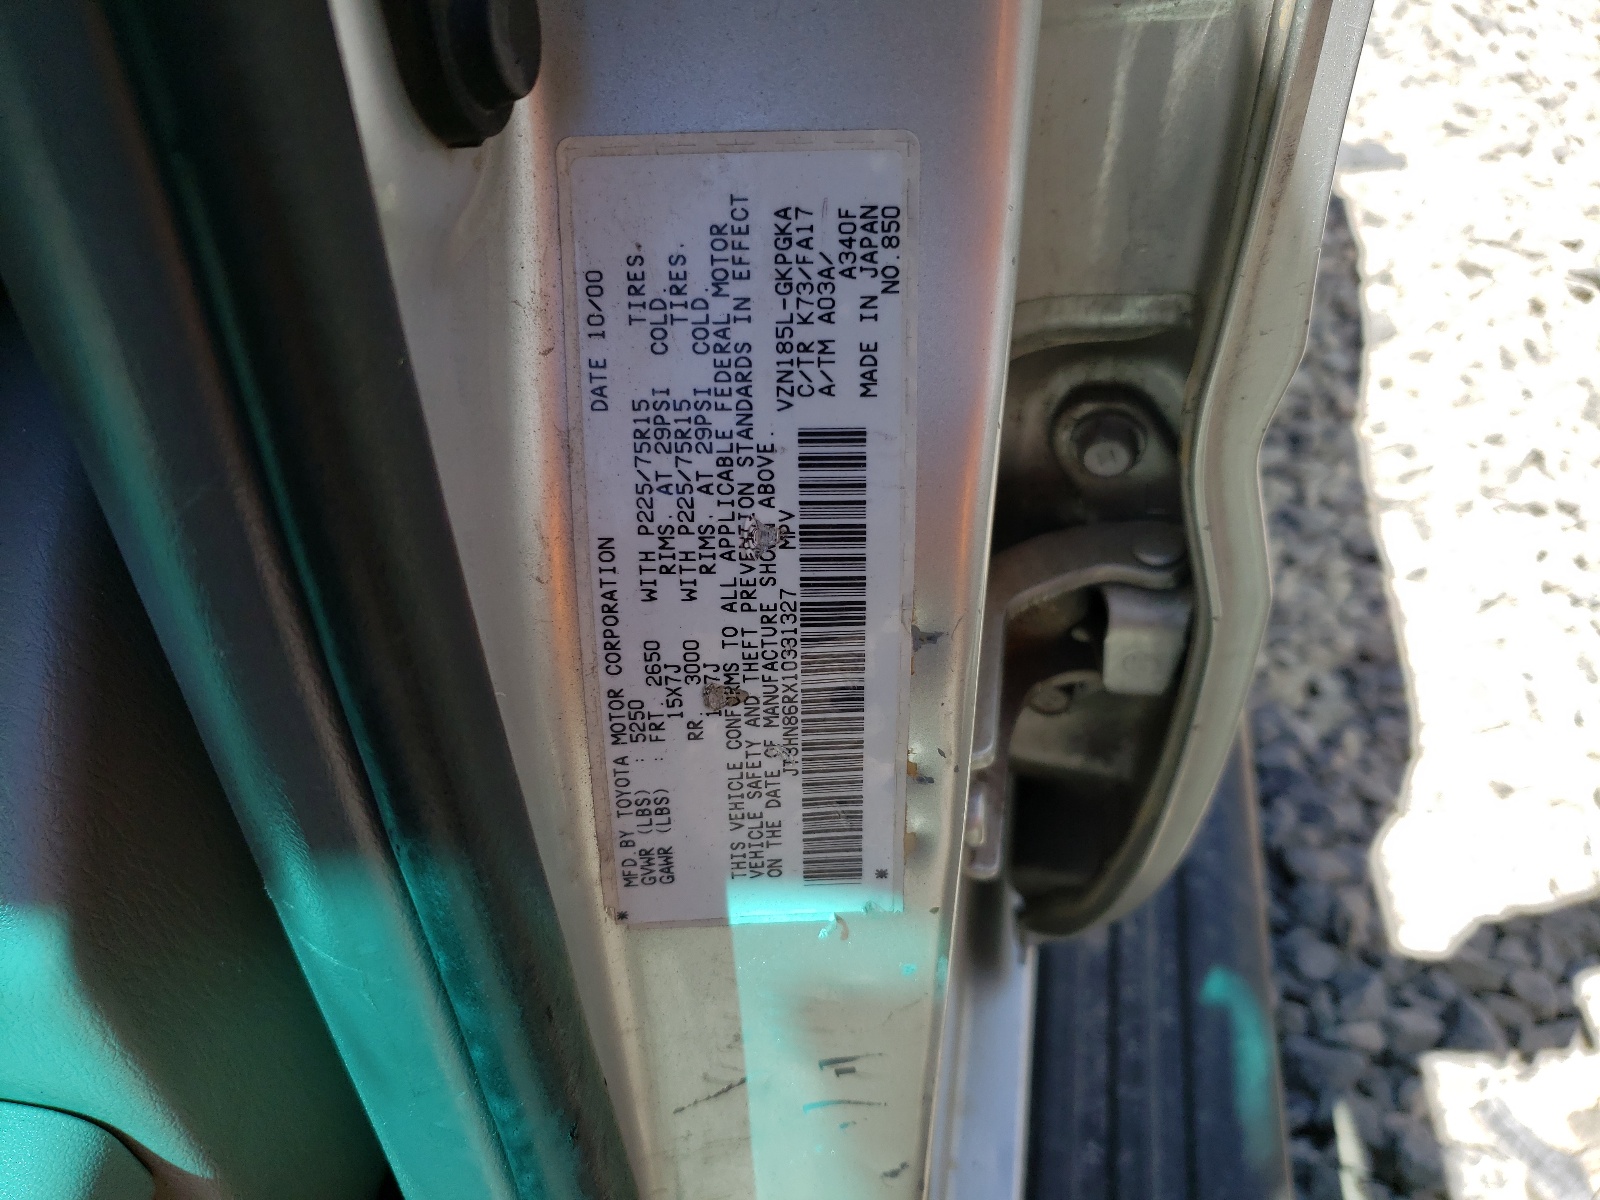 MFD.BY TOYOTA MOTOR CORPORATION DATE 10/00
GVWR (LBS) : 5250
GAWR (LBS) : FRT. 2650 WITH P225/75R15 TIRES.
15X7J RIMS. AT 29PSI COLD.
RR. 3000 WITH P225/75R15 TIRES.
RIMS. AT 29PSI COLD.
THIS VEHICLE CONFORMS TO ALL APPLICABLE FEDERAL MOTOR
VEHICLE SAFETY AND THEFT PREVENTION STANDARDS IN EFFECT
ON THE DATE OF MANUFACTURE SHOWN ABOVE.
JT3HN86RX10331327 MPV
VZN185L-GKPGKA
C/TR K73/FA17
A/TM A03A/
A340F
MADE IN JAPAN
* NO.850 *